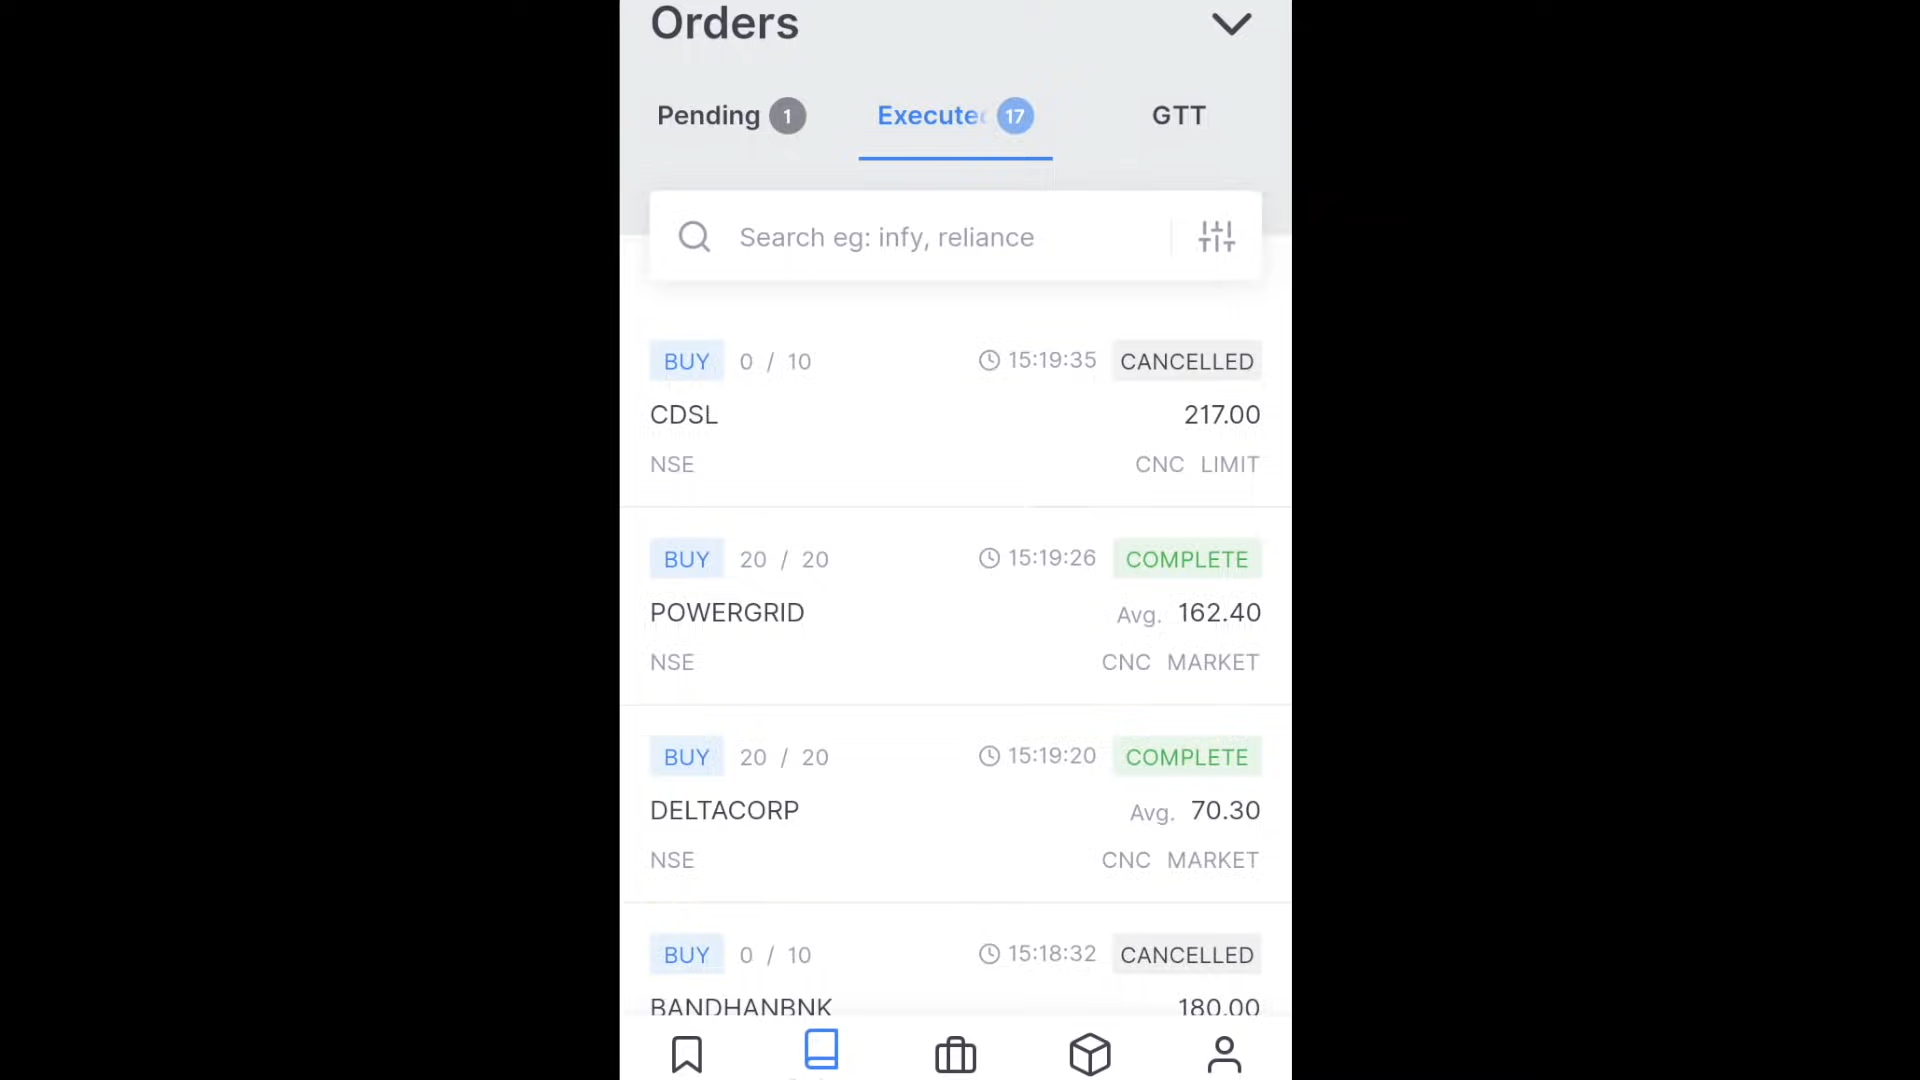 Orders
Pending 1 Executed 17 GTT
Search eg: infy, reliance
BUY 0 / 10 15:19:35 CANCELLED
CDSL 217.00
NSE CNC LIMIT
BUY 20 / 20 15:19:26 COMPLETE
POWERGRID Avg. 162.40
NSE CNC MARKET
BUY 20 / 20 15:19:20 COMPLETE
DELTACORP Avg. 70.30
NSE CNC MARKET
BUY 0 / 10 15:18:32 CANCELLED
BANDHANBNK 180.00